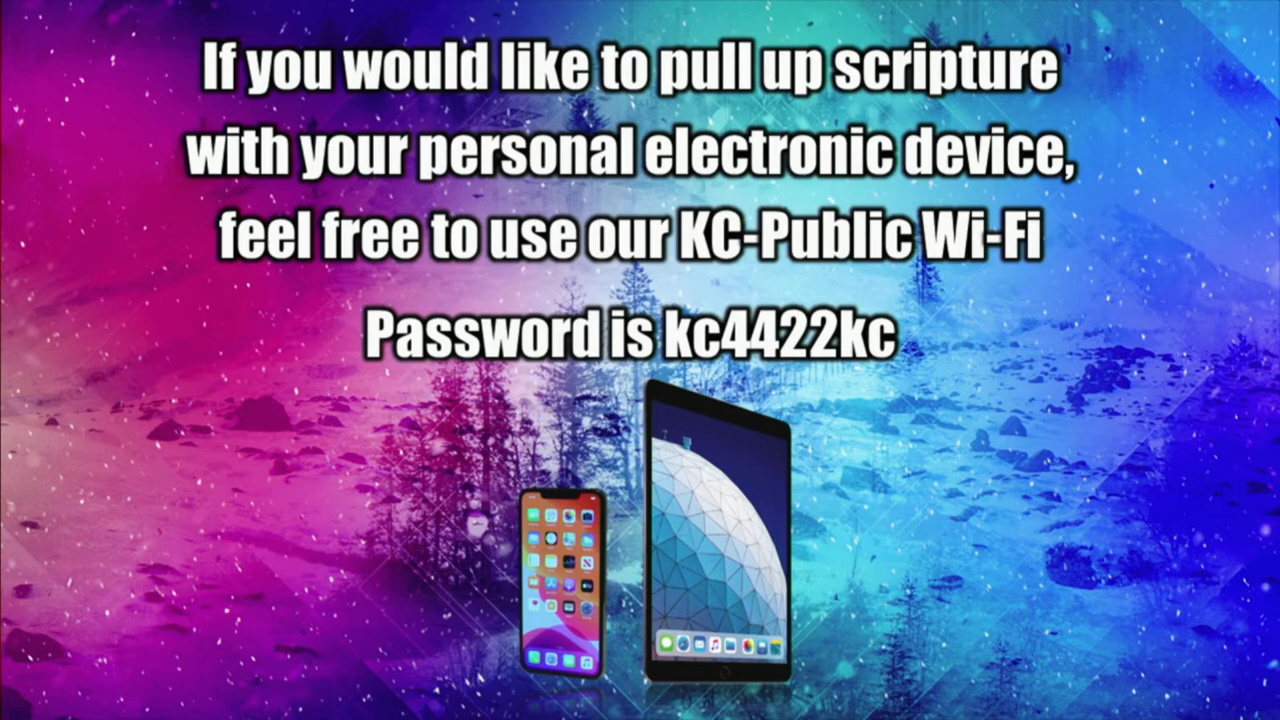 If you would like to pull up scripture
with your personal electronic device,
feel free to use our KC-Public Wi-Fi
Password is kc4422kc